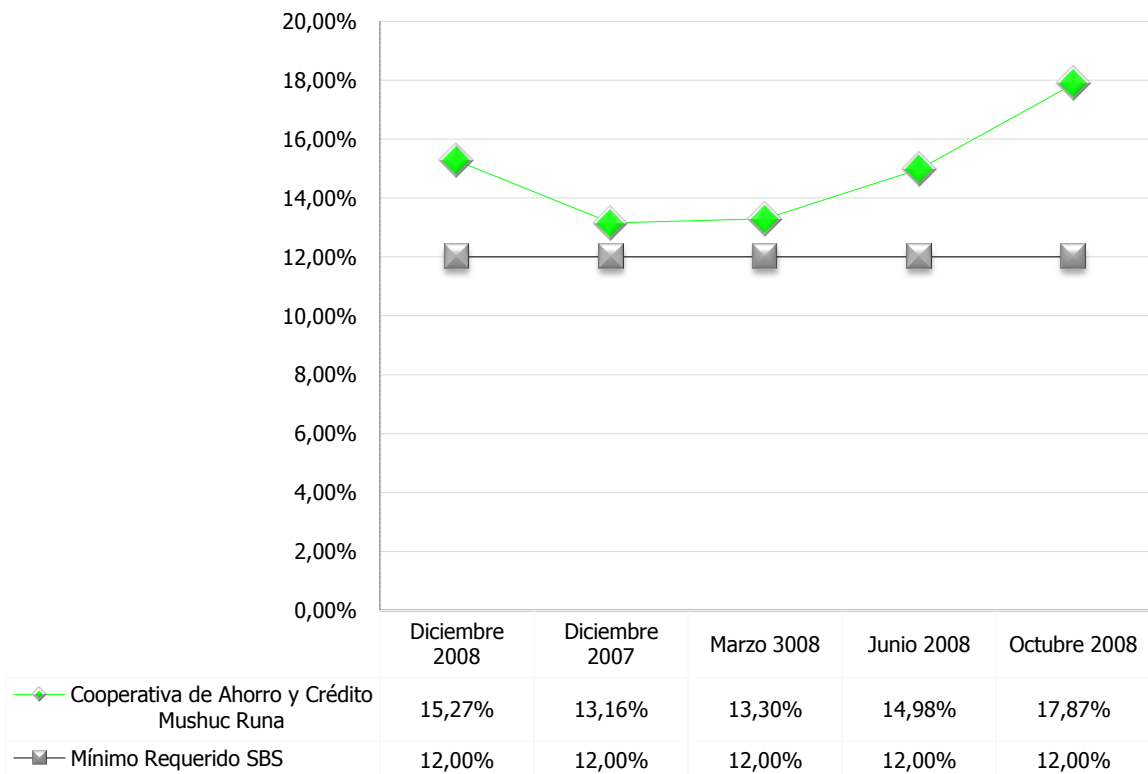 20,00%
18,00%
16,00%
14,00%
12,00%
10,00%
8,00%
6,00%
4,00%
2,00%
0,00%
Diciembre
2008
Diciembre
2007
Marzo 3008
Junio 2008
Octubre 2008
Cooperativa de Ahorro y Crédito
Mushuc Runa
15,27% 13,16% 13,30% 14,98% 17,87%
Mínimo Requerido SBS 12,00% 12,00% 12,00% 12,00% 12,00%